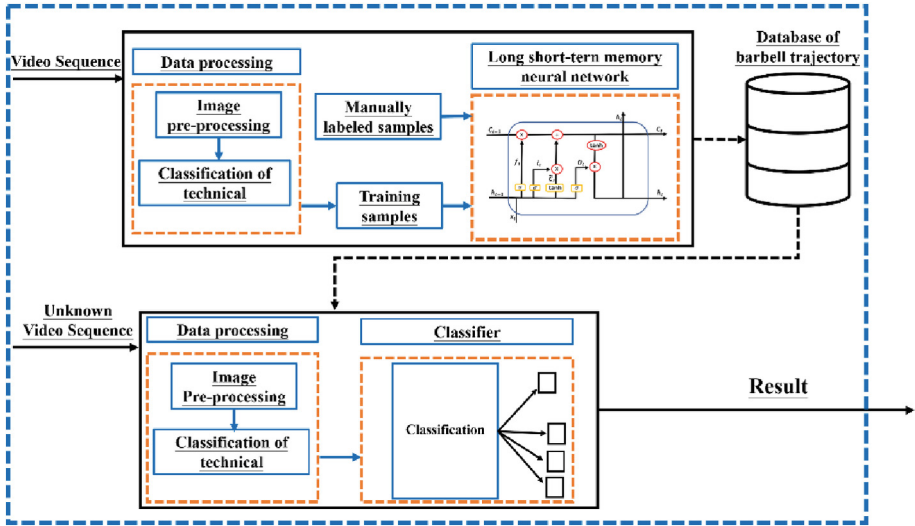 Video Sequence
Data processing
Image
pre-processing
Classification of
technical
Manually
labeled samples
Training
samples
Long short-tern memory
neural network
Database of
barbell trajectory
Unknown
Video Sequence
Data processing
Image
Pre-processing
Classification of
technical
Classifier
Classification
Result